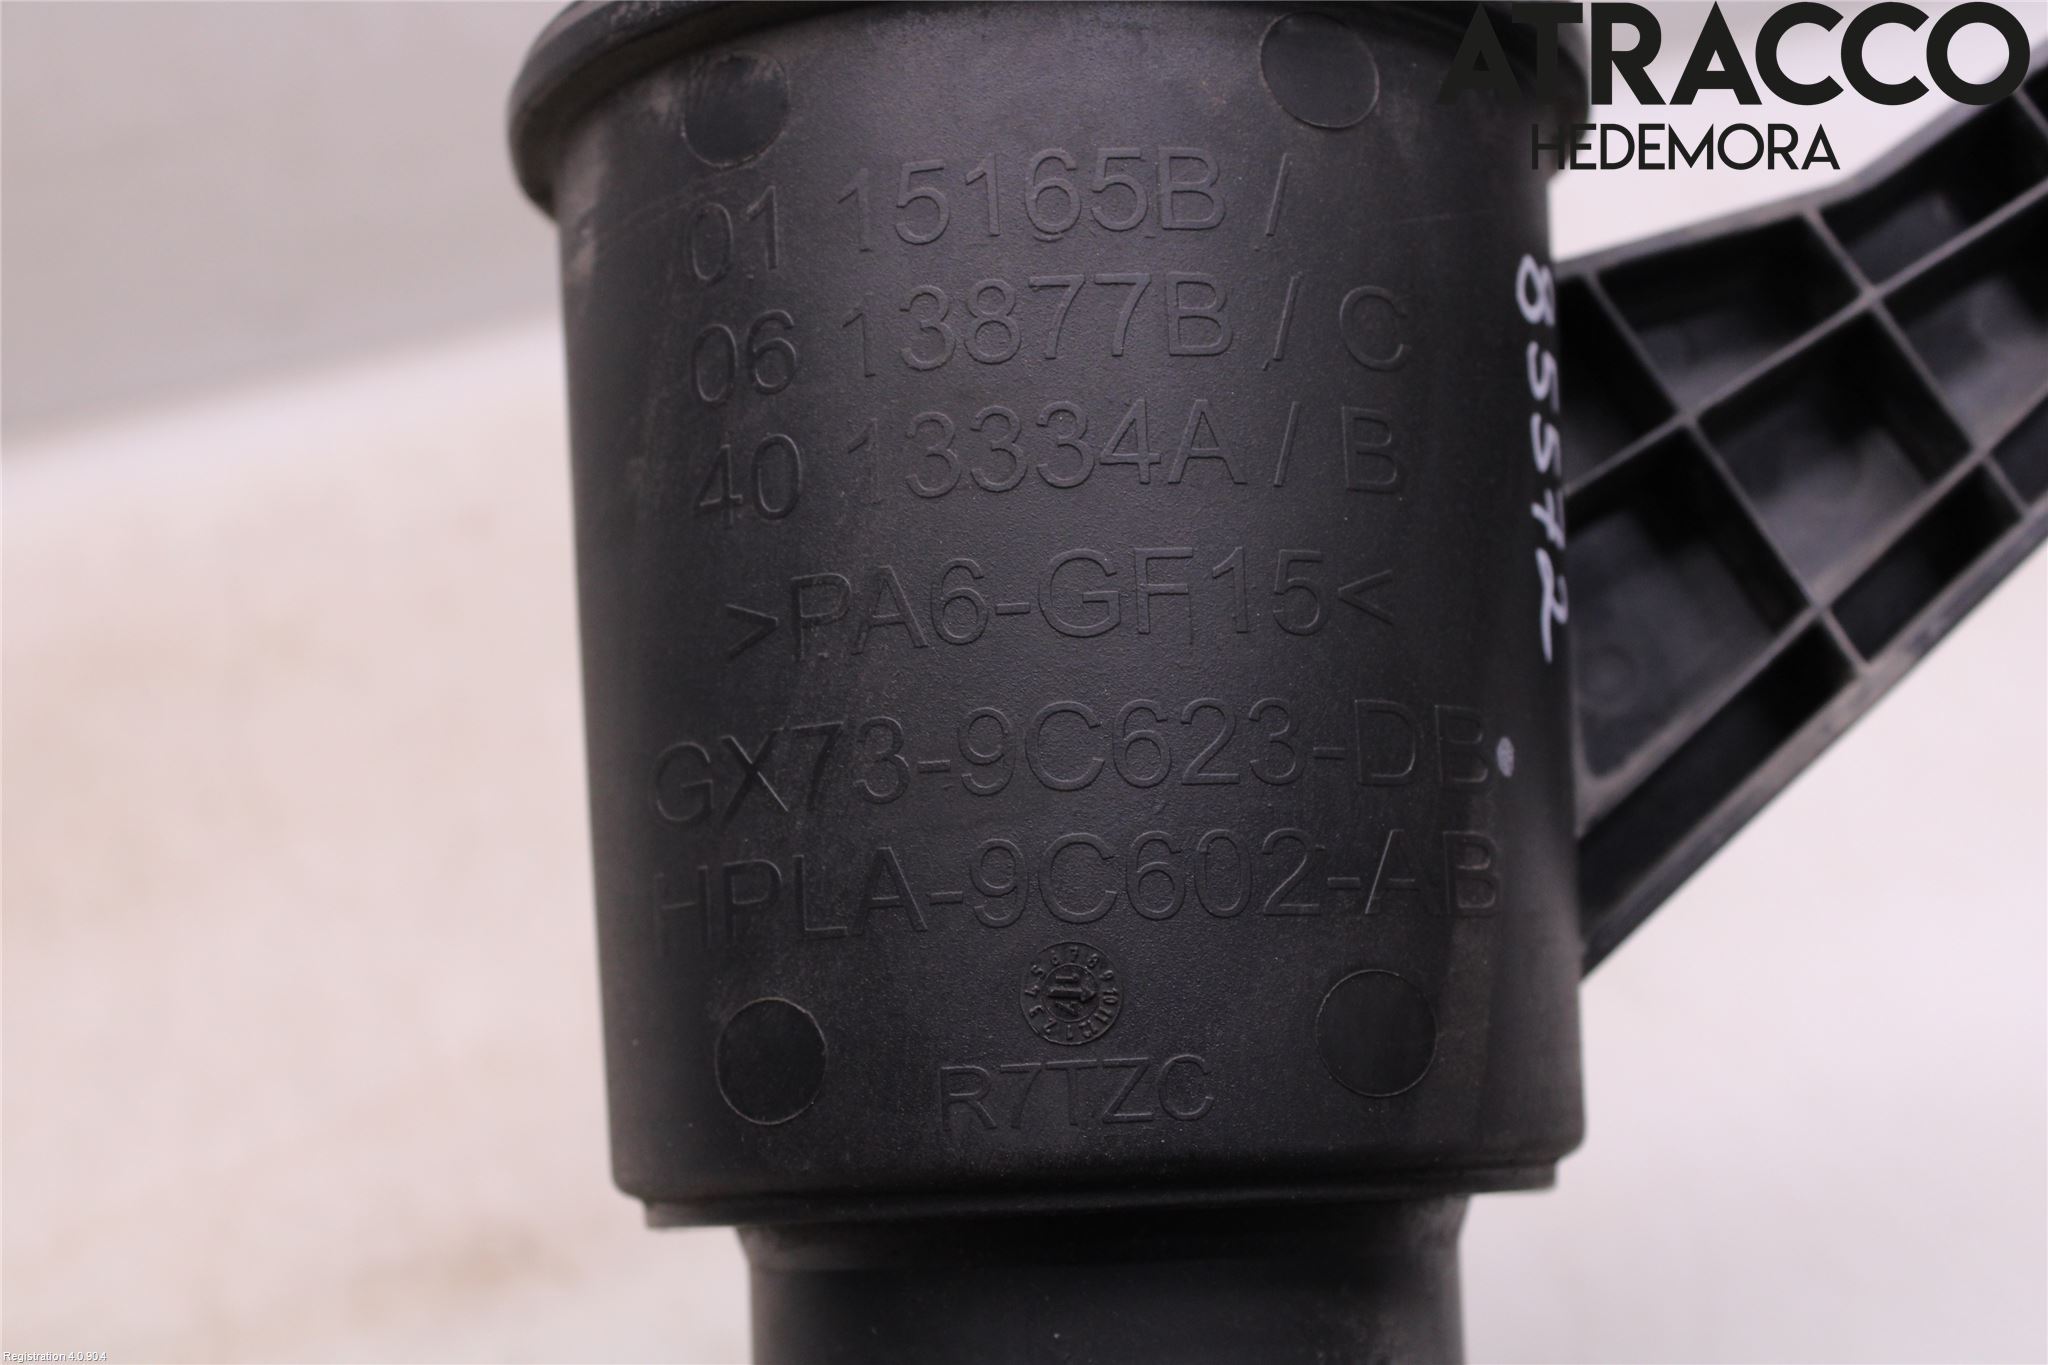 ATRACCO
HEDEMORA
01 15165B /
06 13877B / C
40 13334A / B
>PA6-GF15<
GX73-9C623-DB
HPLA-9C602-AB
R7TZC
85572
Registration 4.0.90.4